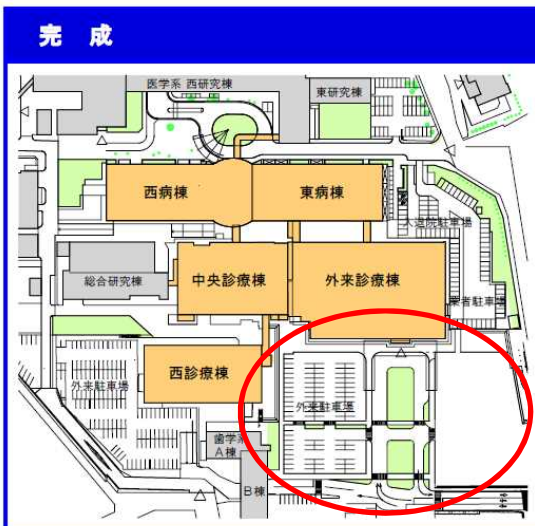 完成
医学系 西研究棟
東研究棟
西病棟
東病棟
入退院駐車場
総合研究棟
中央診療棟
外来診療棟
業者駐車場
西診療棟
外来駐車場
外来駐車場
歯学系
A棟
B棟